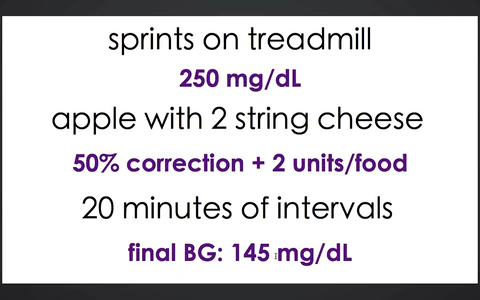 sprints on treadmill
250 mg/dL
apple with 2 string cheese
50% correction + 2 units/food
20 minutes of intervals
final BG: 145 mg/dL